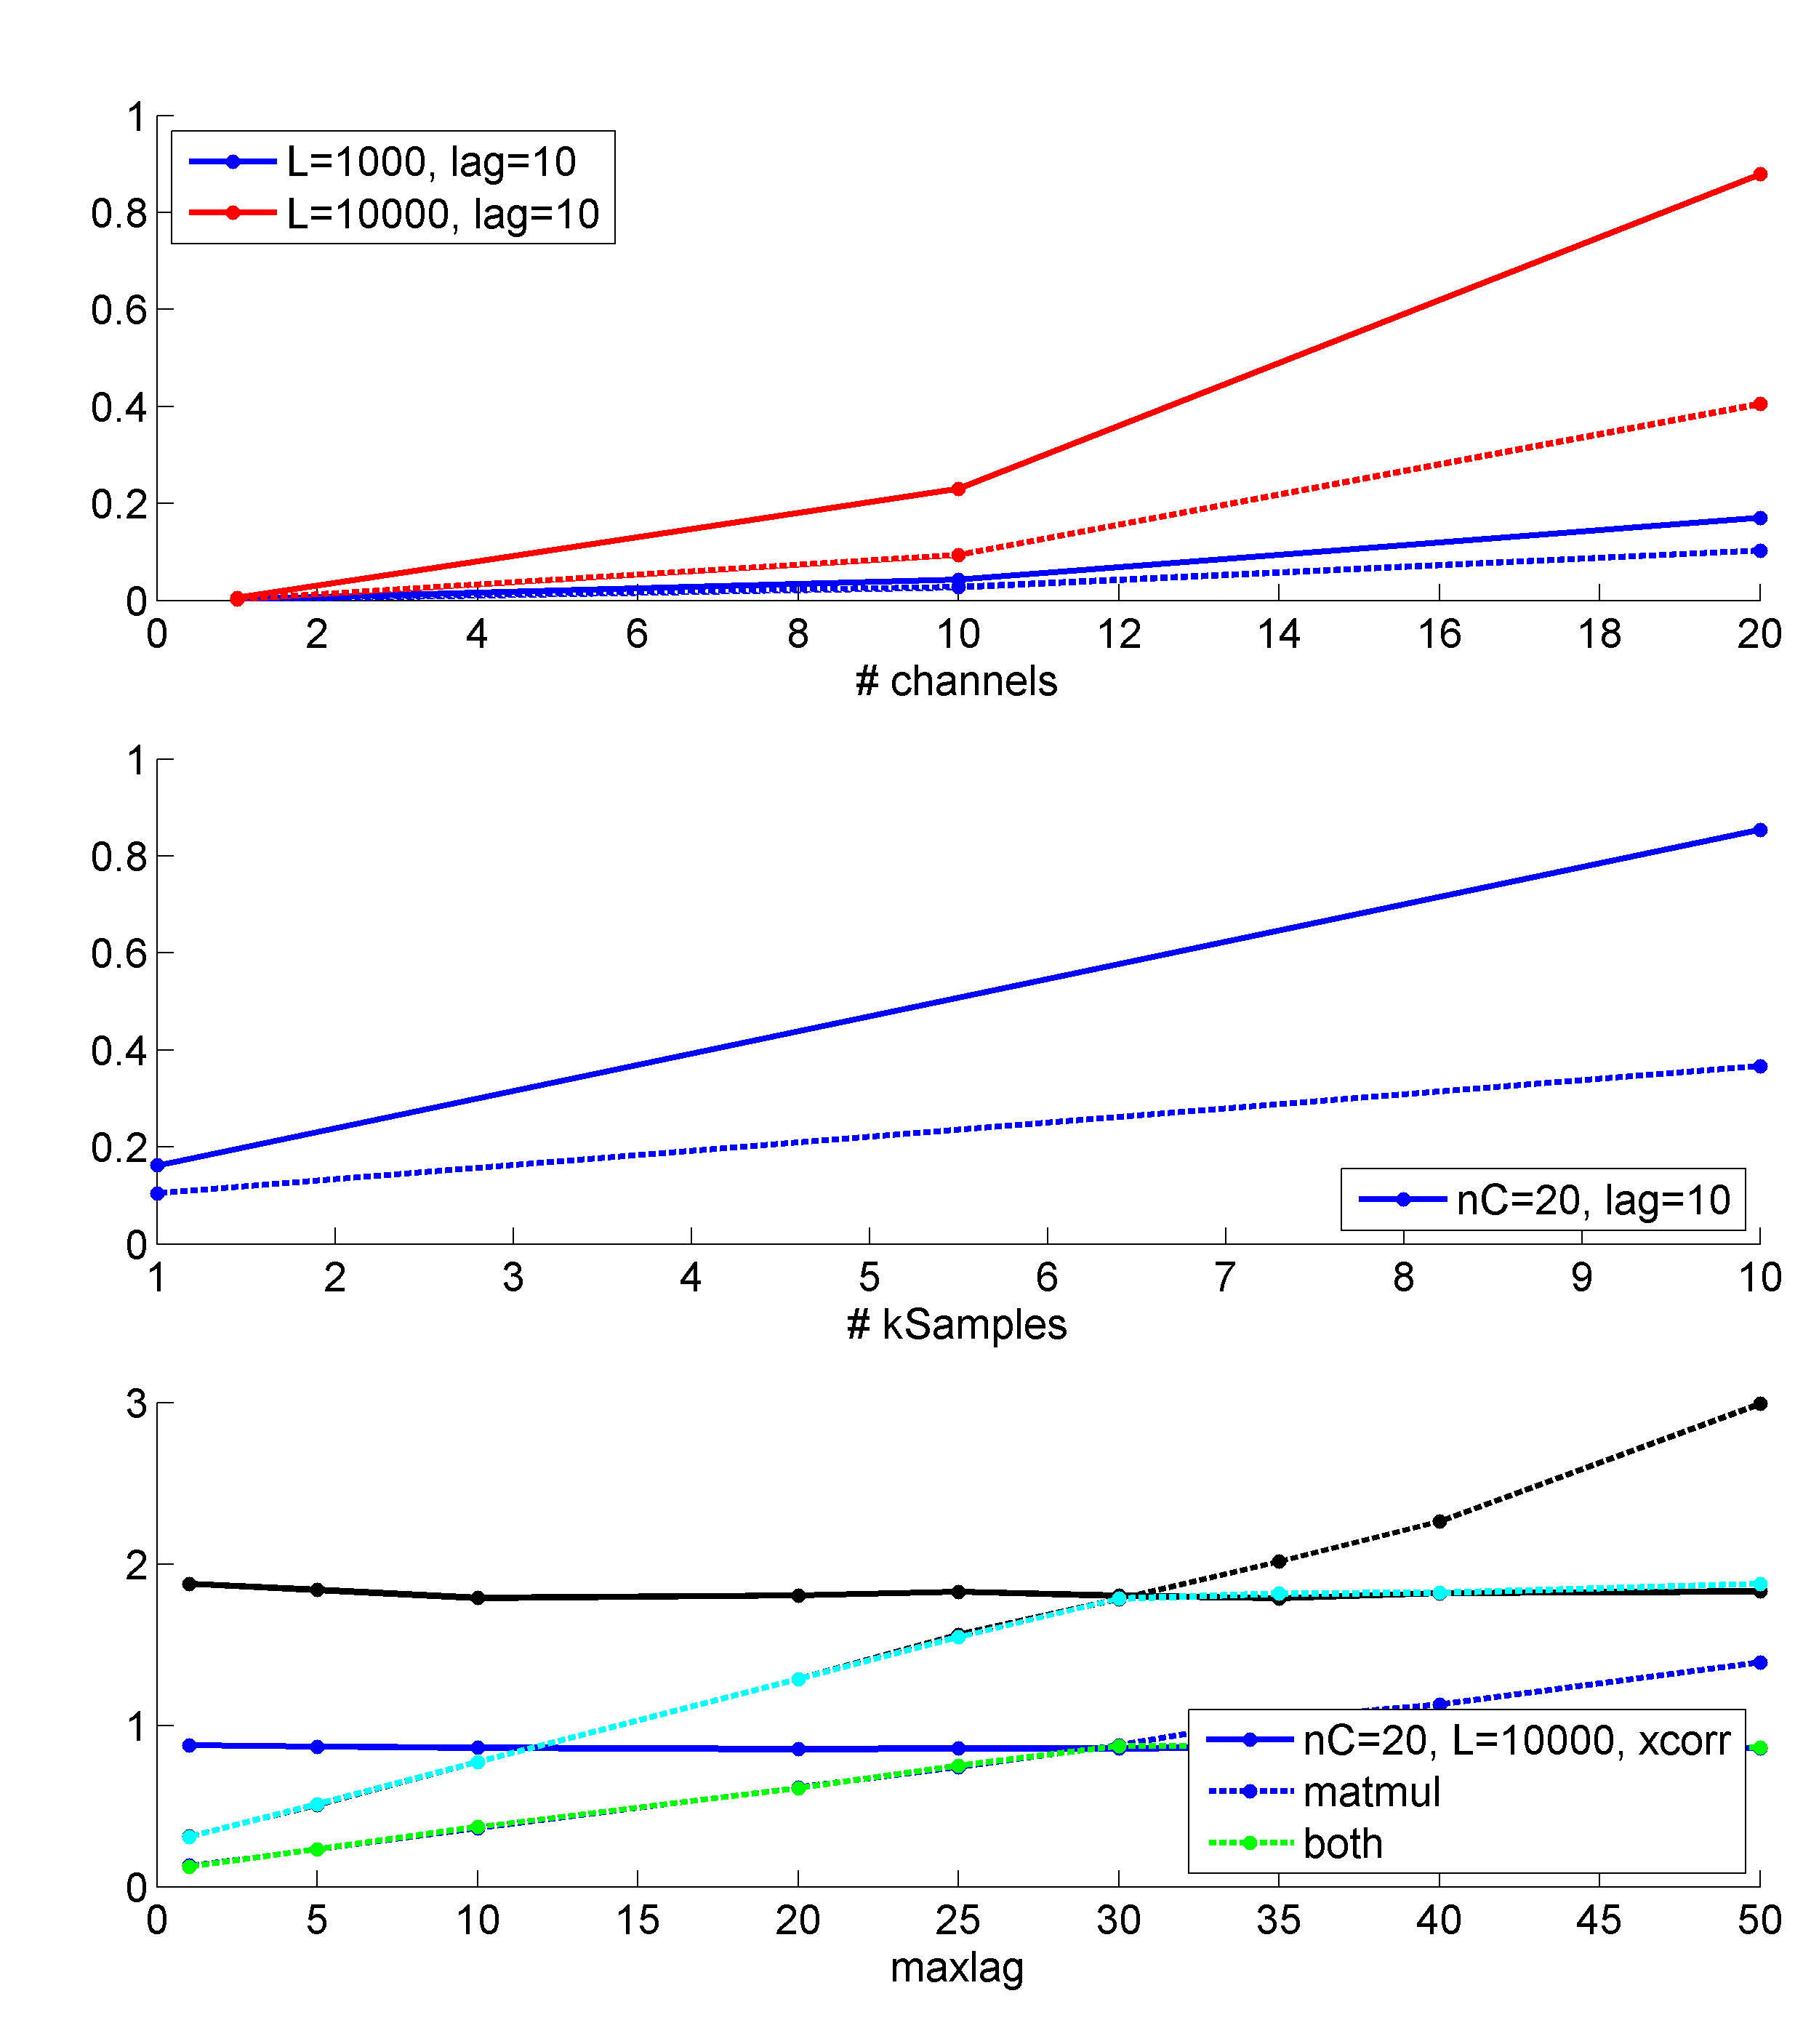 1
L=1000, lag=10
L=10000, lag=10
0.8
0.6
0.4
0.2
0
0 2 4 6 8 10 12 14 16 18 20
# channels
1
0.8
0.6
0.4
0.2
nC=20, lag=10
0
1 2 3 4 5 6 7 8 9 10
# kSamples
3
2
1
nC=20, L=10000, xcorr
matmul
both
0
0 5 10 15 20 25 30 35 40 45 50
maxlag